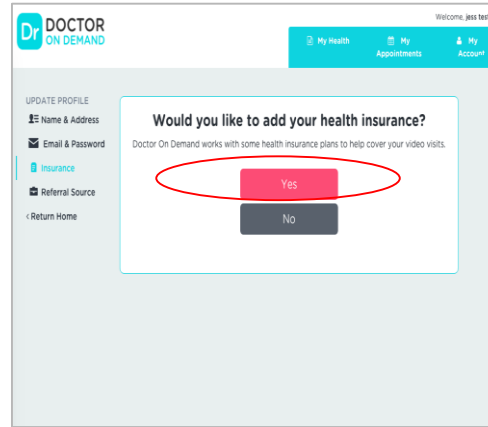 Dr DOCTOR
ON DEMAND
Welcome, jess test
My Health
My
Appointments
My
Account
UPDATE PROFILE
Name & Address
Email & Password
Insurance
Referral Source
‹ Return Home
Would you like to add your health insurance?
Doctor On Demand works with some health insurance plans to help cover your video visits.
Yes
No